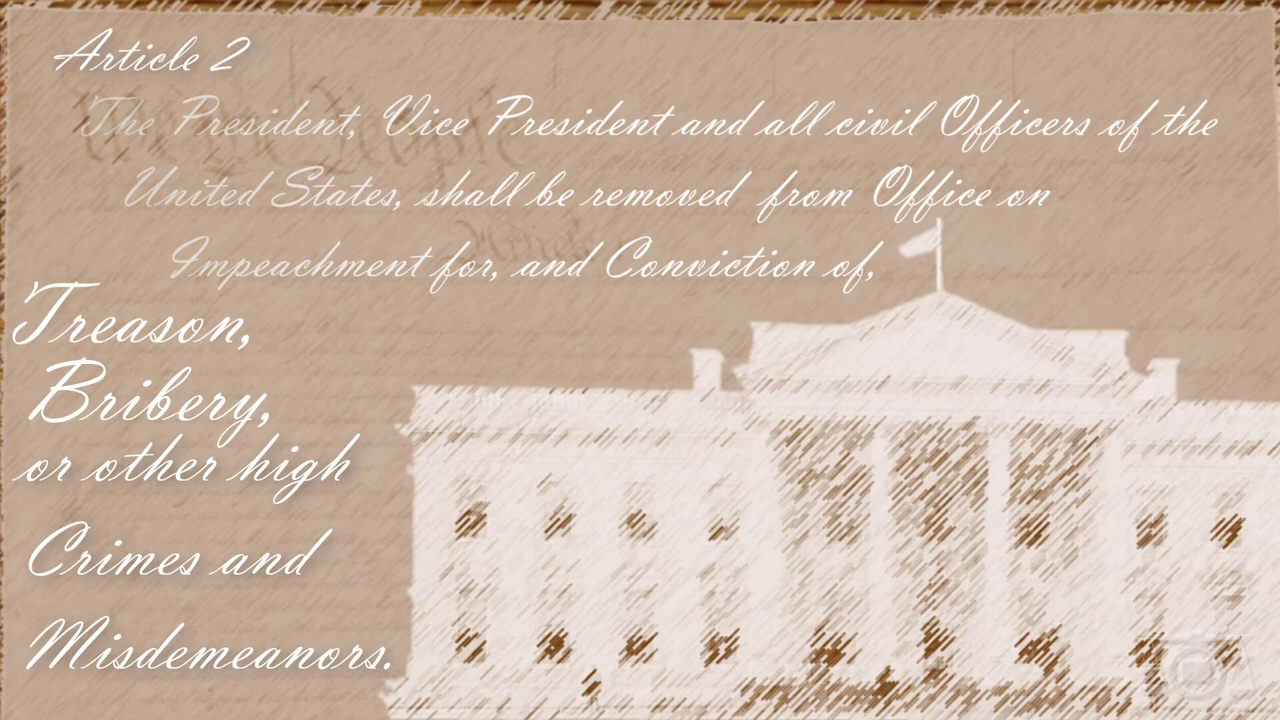 Article 2
The President, Vice President and all civil Officers of the
United States, shall be removed from Office on
Impeachment for, and Conviction of,
Treason,
Bribery,
or other high
Crimes and
Misdemeanors.
Article